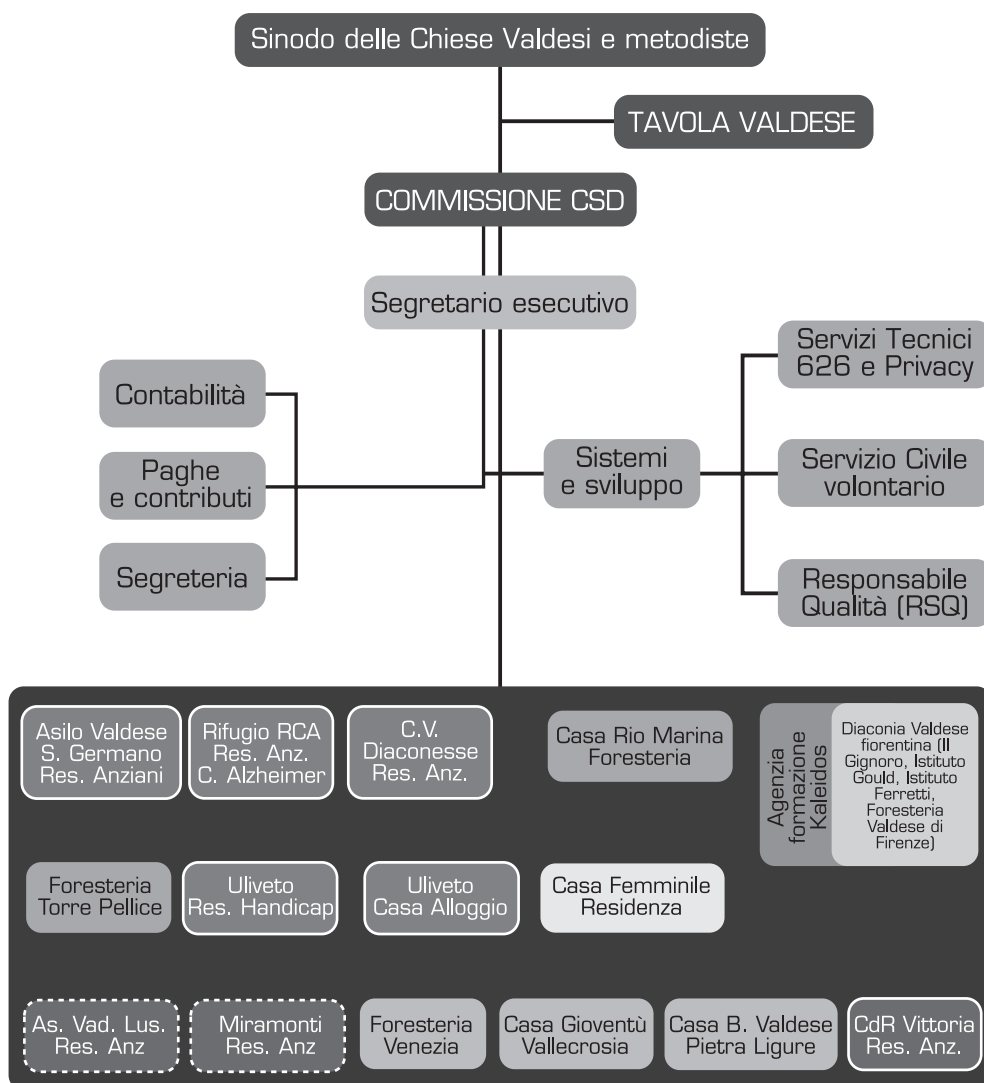 Sinodo delle Chiese Valdesi e metodiste
TAVOLA VALDESE
COMMISSIONE CSD
Segretario esecutivo
Contabilità
Paghe
e contributi
Segreteria
Sistemi
e sviluppo
Servizi Tecnici
626 e Privacy
Servizio Civile
volontario
Responsabile
Qualità (RSQ)
Asilo Valdese
S. Germano
Res. Anziani
Rifugio RCA
Res. Anz.
C. Alzheimer
C.V.
Diaconesse
Res. Anz.
Casa Rio Marina
Foresteria
Agenzia
formazione
Kaleidos
Diaconia Valdese
fiorentina (Il
Gignoro, Istituto
Gould, Istituto
Ferretti,
Foresteria
Valdese di
Firenze)
Foresteria
Torre Pellice
Uliveto
Res. Handicap
Uliveto
Casa Alloggio
Casa Femminile
Residenza
As. Vad. Lus.
Res. Anz
Miramonti
Res. Anz
Foresteria
Venezia
Casa Gioventù
Vallecrosia
Casa B. Valdese
Pietra Ligure
CdR Vittoria
Res. Anz.